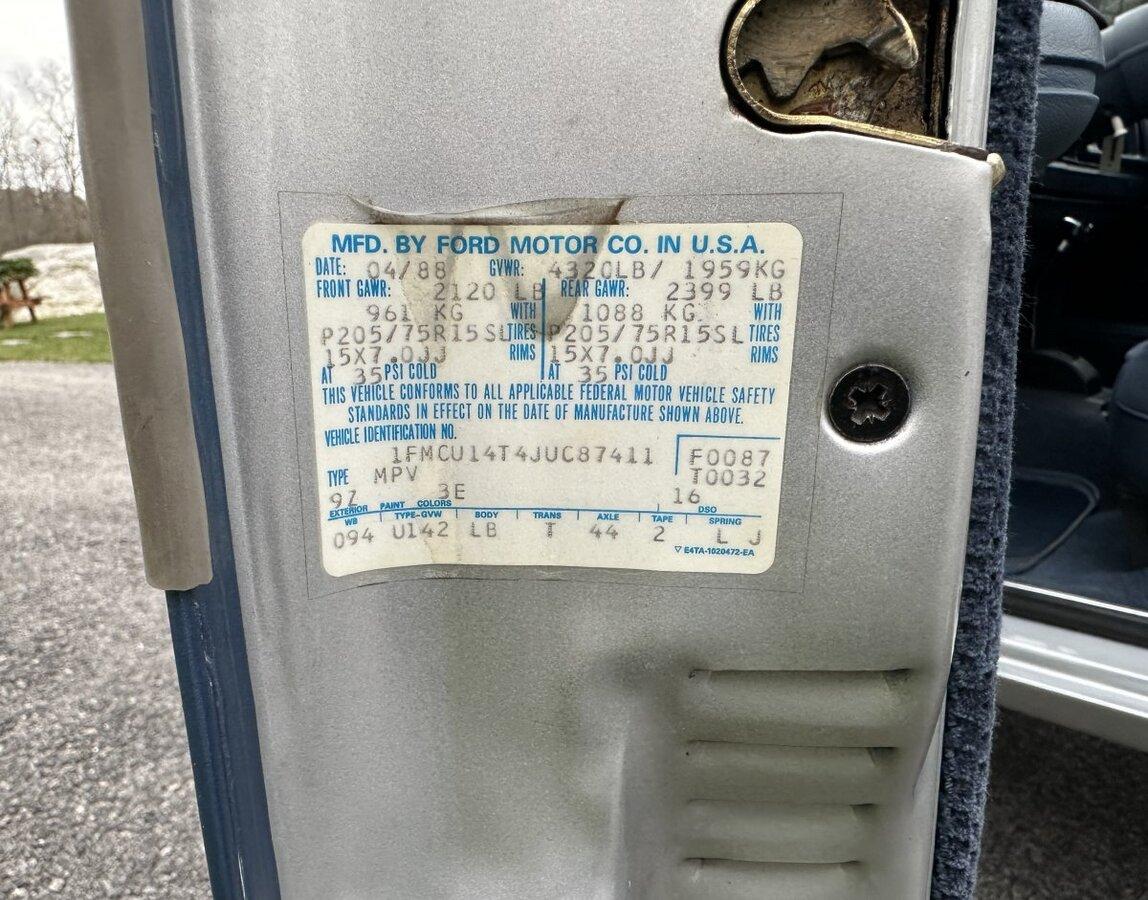 MFD. BY FORD MOTOR CO. IN U.S.A.
DATE: 04/88 GVWR: 4320LB/ 1959KG
FRONT GAWR: 2120 LB REAR GAWR: 2399 LB
961 KG WITH 1088 KG WITH
P205/75R15SL TIRES P205/75R15SL TIRES
15X7.0JJ RIMS 15X7.0JJ RIMS
AT 35 PSI COLD AT 35 PSI COLD
THIS VEHICLE CONFORMS TO ALL APPLICABLE FEDERAL MOTOR VEHICLE SAFETY
STANDARDS IN EFFECT ON THE DATE OF MANUFACTURE SHOWN ABOVE.
VEHICLE IDENTIFICATION NO.
1FMCU14T4JUC87411 F0087
TYPE MPV T0032
9Z 3E 16
EXTERIOR PAINT COLORS DSO
WB TYPE-GVW BODY TRANS AXLE TAPE SPRING
094 U142 LB T 44 2 L J
▽ E4TA-1020472-EA